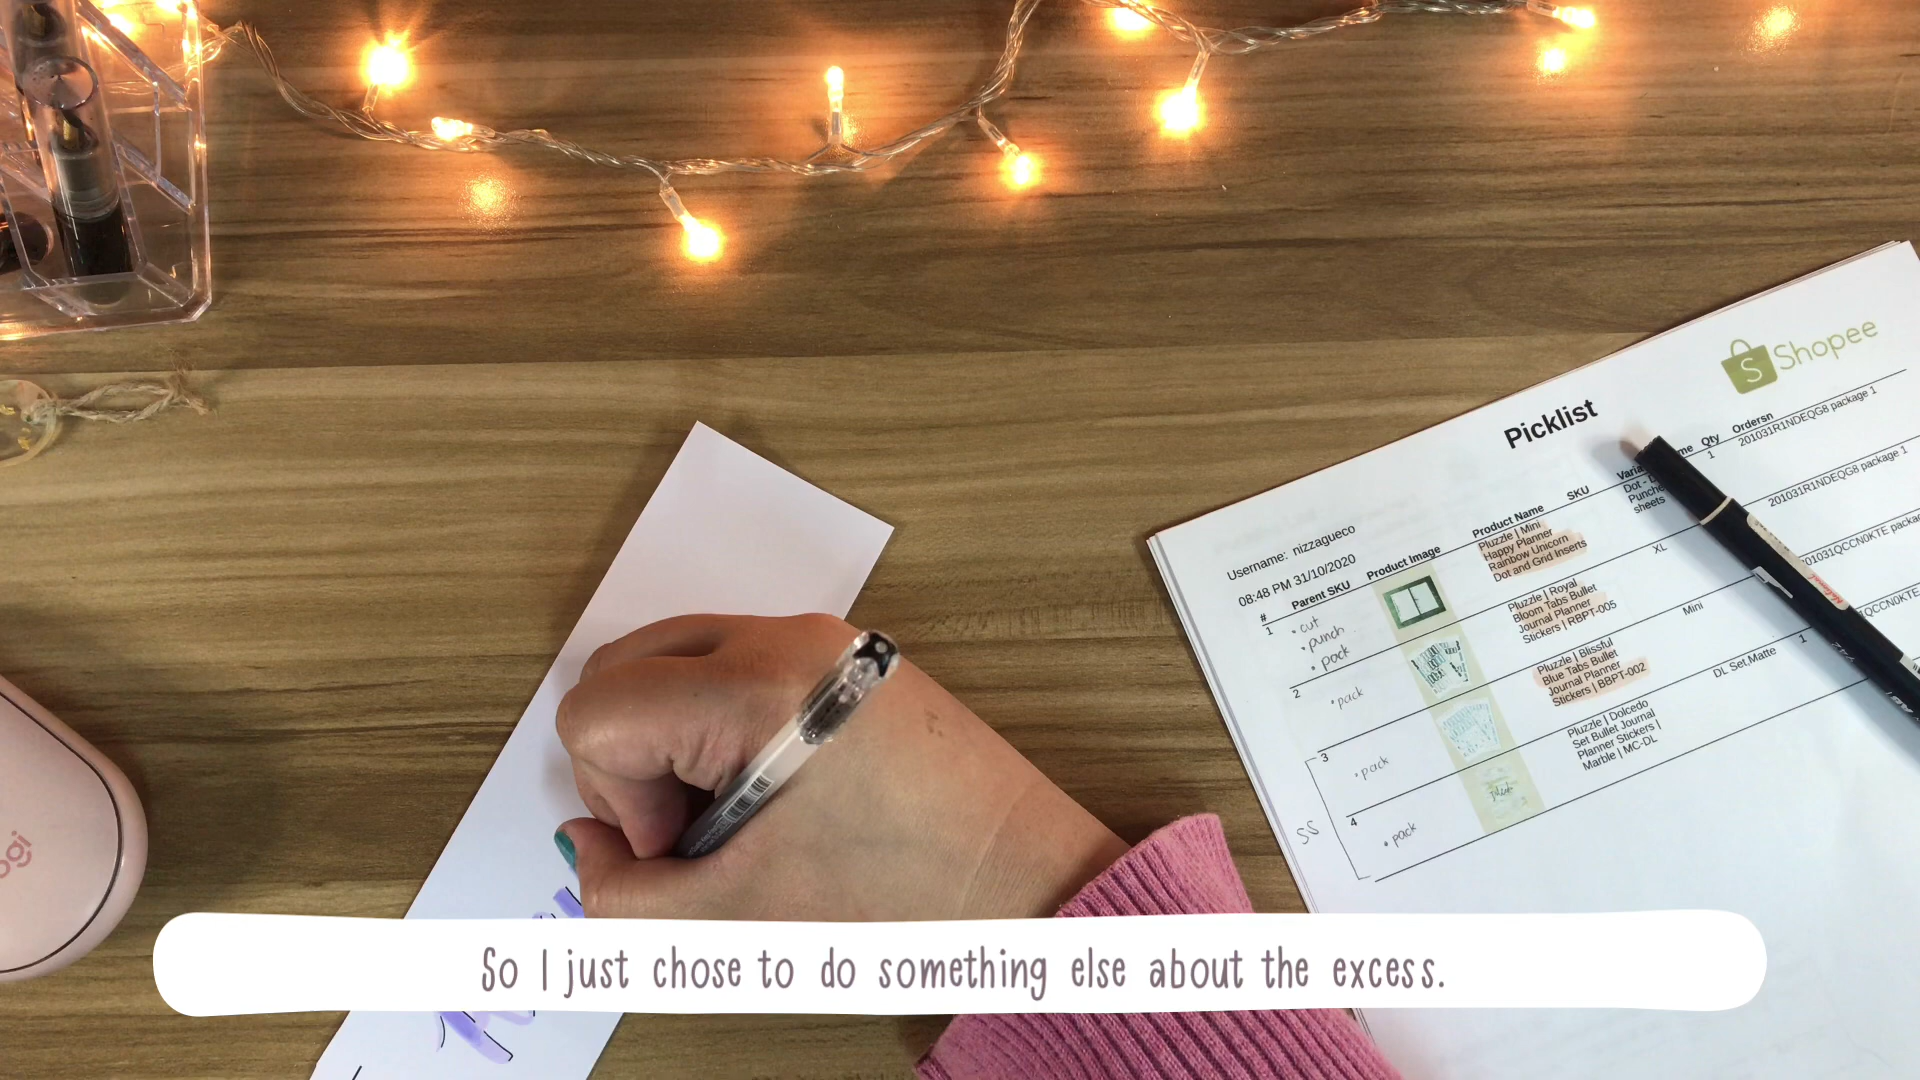 Shopee
Picklist
Username: nizzagueco
08:48 PM 31/10/2020
# Parent SKU Product Image Product Name SKU Qty Ordersn
1
• cut
• punch
• pack
Pluzzle | Mini
Happy Planner
Rainbow Unicorn
Dot and Grid Inserts
Dot -
sheets
1
201031R1NDEQG8 package 1
2
• pack
Pluzzle | Royal
Bloom Tabs Bullet
Journal Planner
Stickers | RBPT-005
XL
201031R1NDEQG8 package 1
3
• pack
Pluzzle | Blissful
Blue Tabs Bullet
Journal Planner
Stickers | BBPT-002
Mini
4
• pack
Pluzzle | Dolcedo
Set Bullet Journal
Planner Stickers |
Marble | MC-DL
DL Set,Matte
1
SS
So I just chose to do something else about the excess.